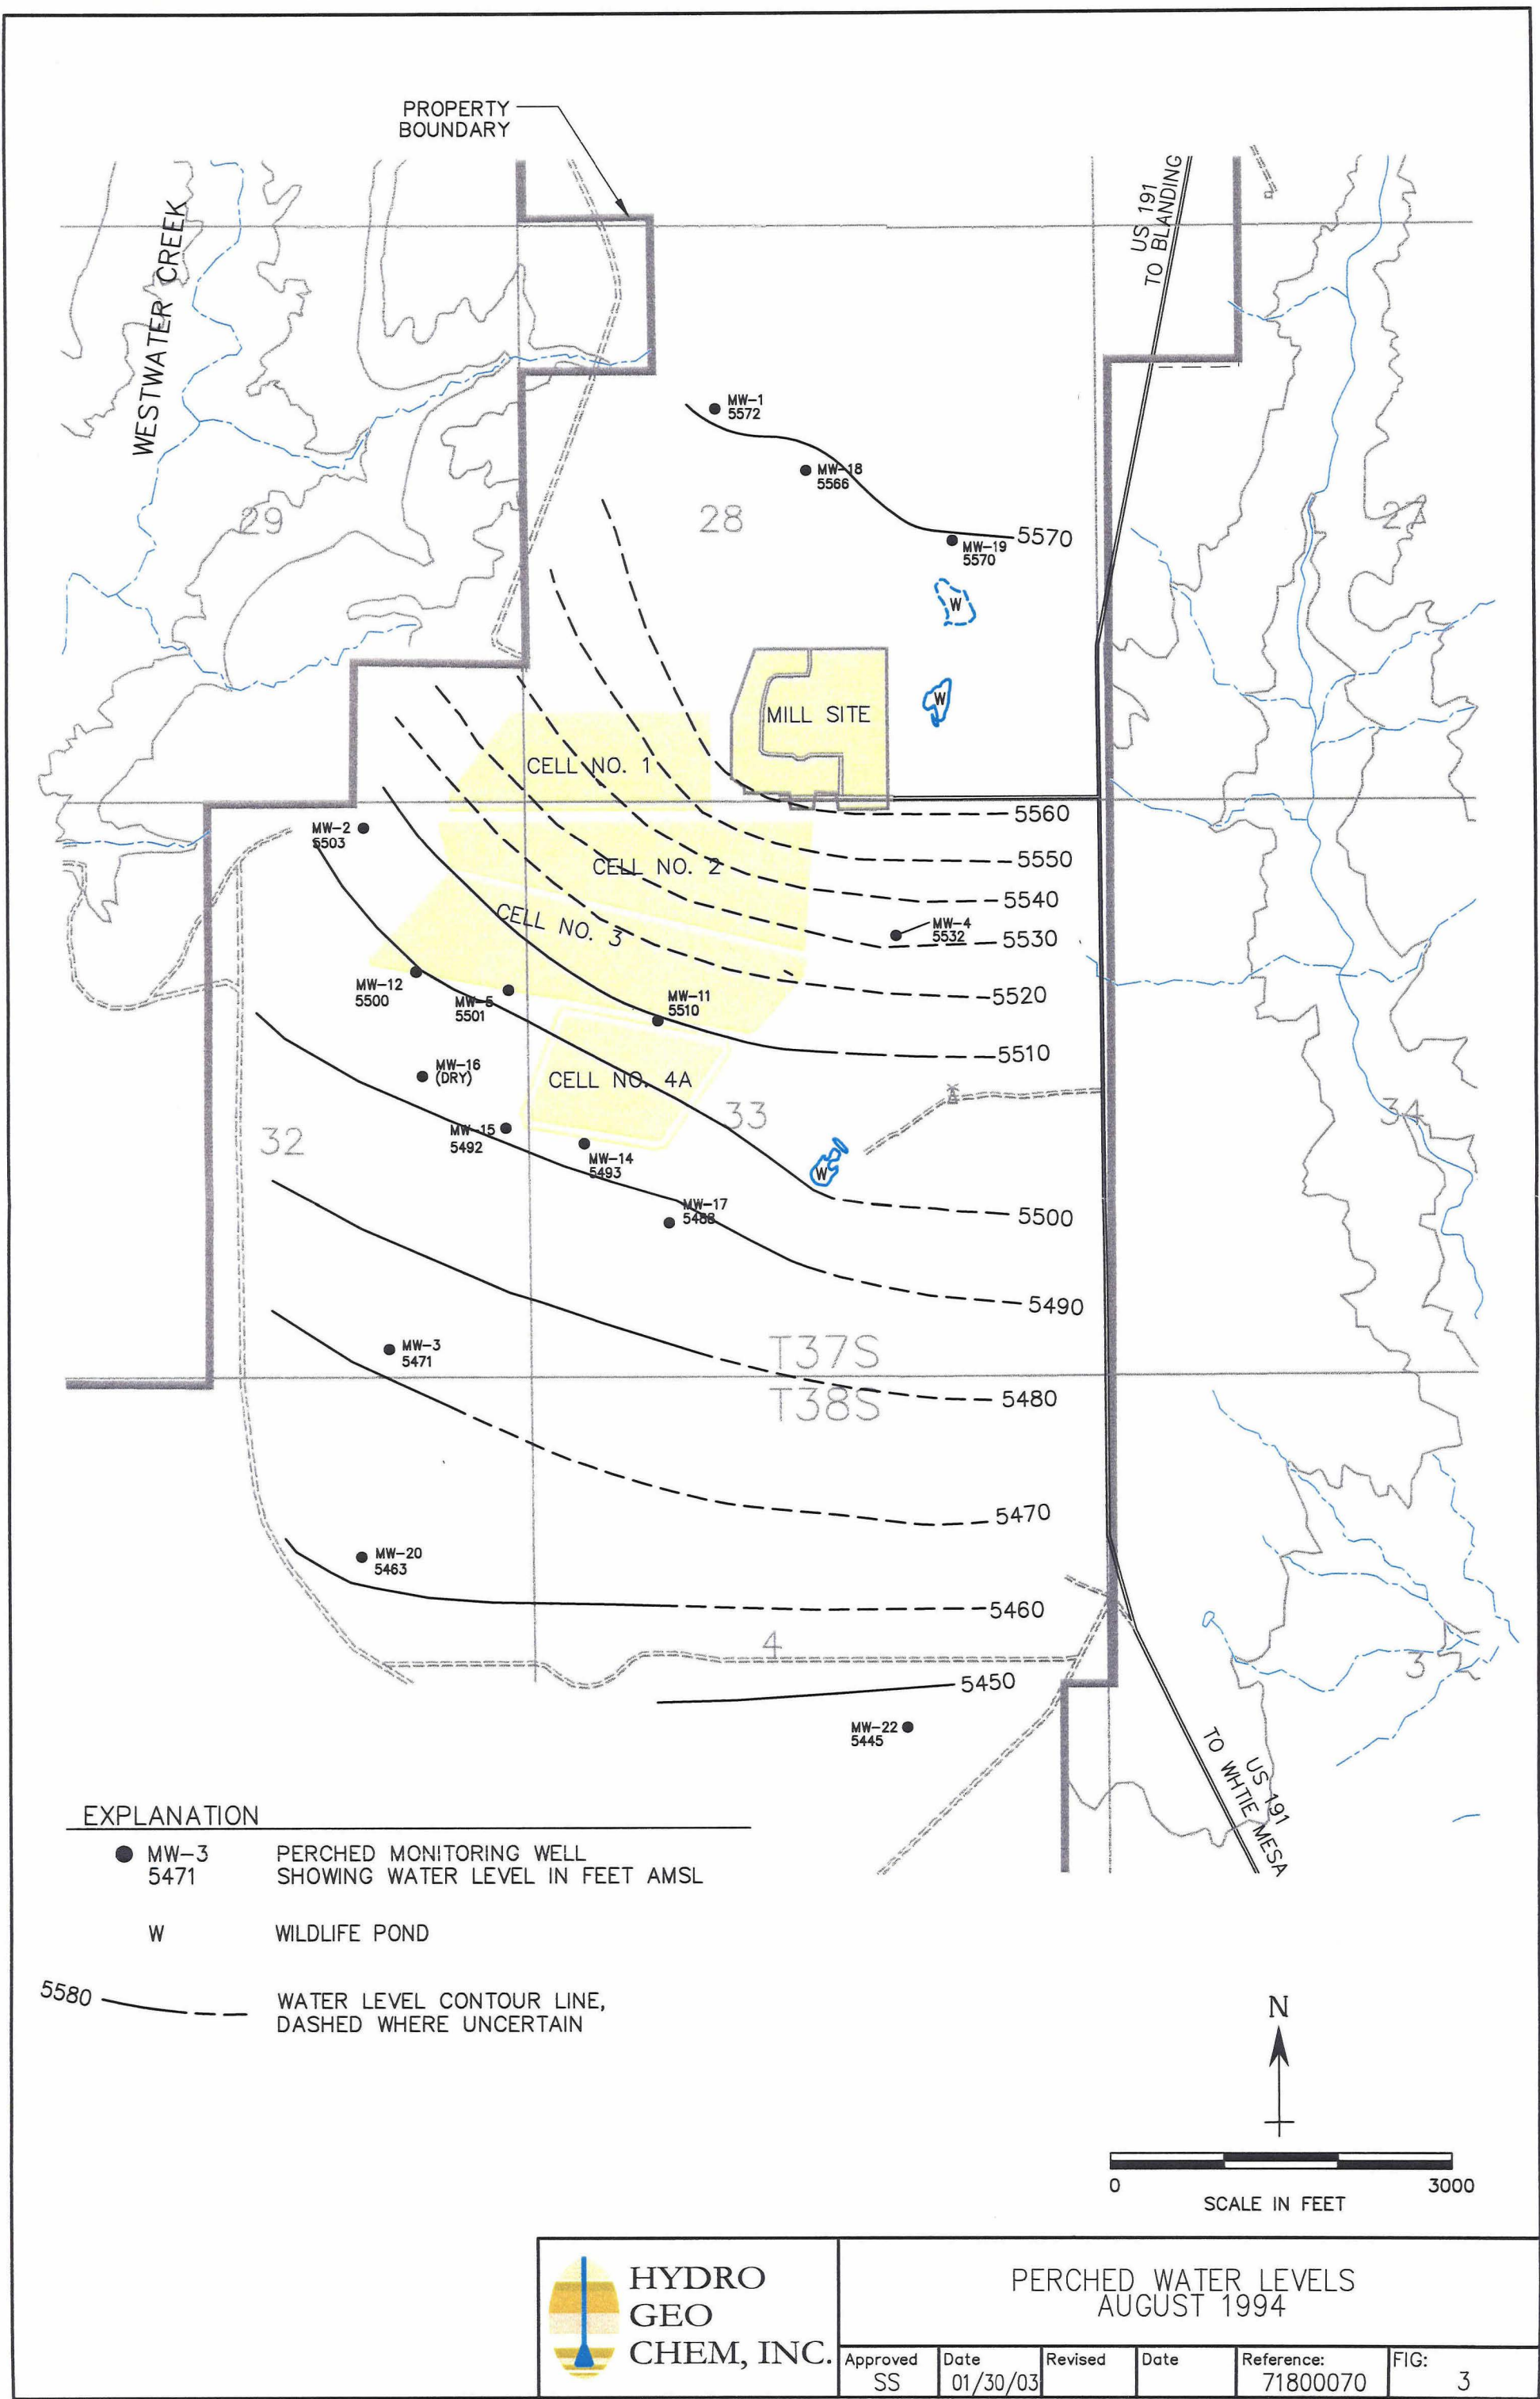 PROPERTY
BOUNDARY
WESTWATER CREEK
US 191
TO BLANDING
MW-1
5572
MW-18
5566
29
28
27
5570
MW-19
5570
W
W
MILL SITE
CELL NO. 1
5560
MW-2
5503
5550
CELL NO. 2
5540
CELL NO. 3
MW-4
5532
5530
MW-12
5500
MW-5
5501
MW-11
5510
5520
5510
MW-16
(DRY)
CELL NO. 4A
33
34
32
MW-15
5492
MW-14
5493
W
MW-17
5500
5490
T37S
MW-3
5471
T38S
5480
5470
MW-20
5463
5460
4
3
5450
MW-22
5445
US 191
TO WHTIE MESA
EXPLANATION
MW-3
5471
PERCHED MONITORING WELL
SHOWING WATER LEVEL IN FEET AMSL
W
WILDLIFE POND
5580
WATER LEVEL CONTOUR LINE,
DASHED WHERE UNCERTAIN
N
0
3000
SCALE IN FEET
HYDRO
GEO
CHEM, INC.
PERCHED WATER LEVELS
AUGUST 1994
Approved
SS
Date
01/30/03
Revised
Date
Reference:
71800070
FIG:
3